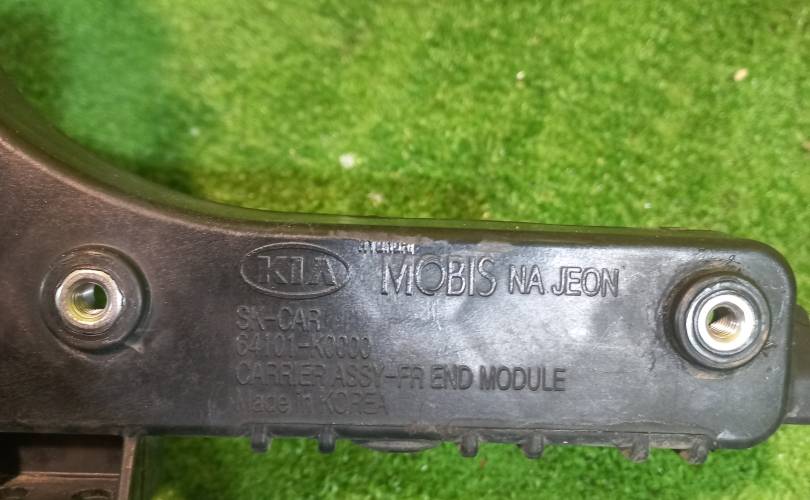 KIA MOBIS NA JEON
SK-CAR
64101-K0000
CARRIER ASSY-FR END MODULE
Made in KOREA